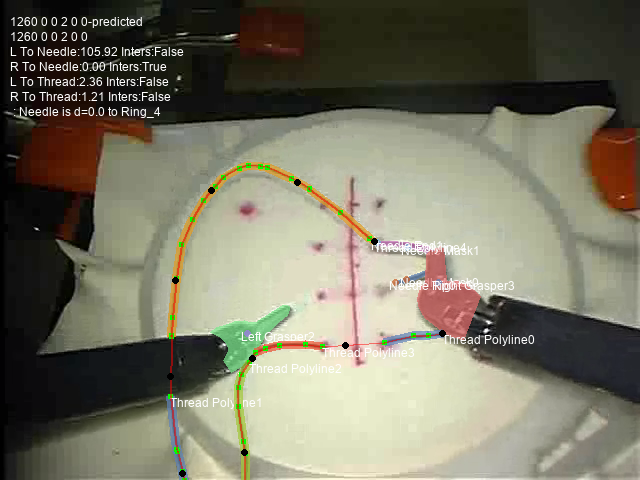 1260 0 0 2 0 0-predicted
1260 0 0 2 0 0
L To Needle:105.92 Inters:False
R To Needle:0.00 Inters:True
L To Thread:2.36 Inters:False
R To Thread:1.21 Inters:False
: Needle is d=0.0 to Ring_4
Mask1
Right Grasper3
Left Grasper2
Thread Polyline0
Thread Polyline3
Thread Polyline2
Thread Polyline1